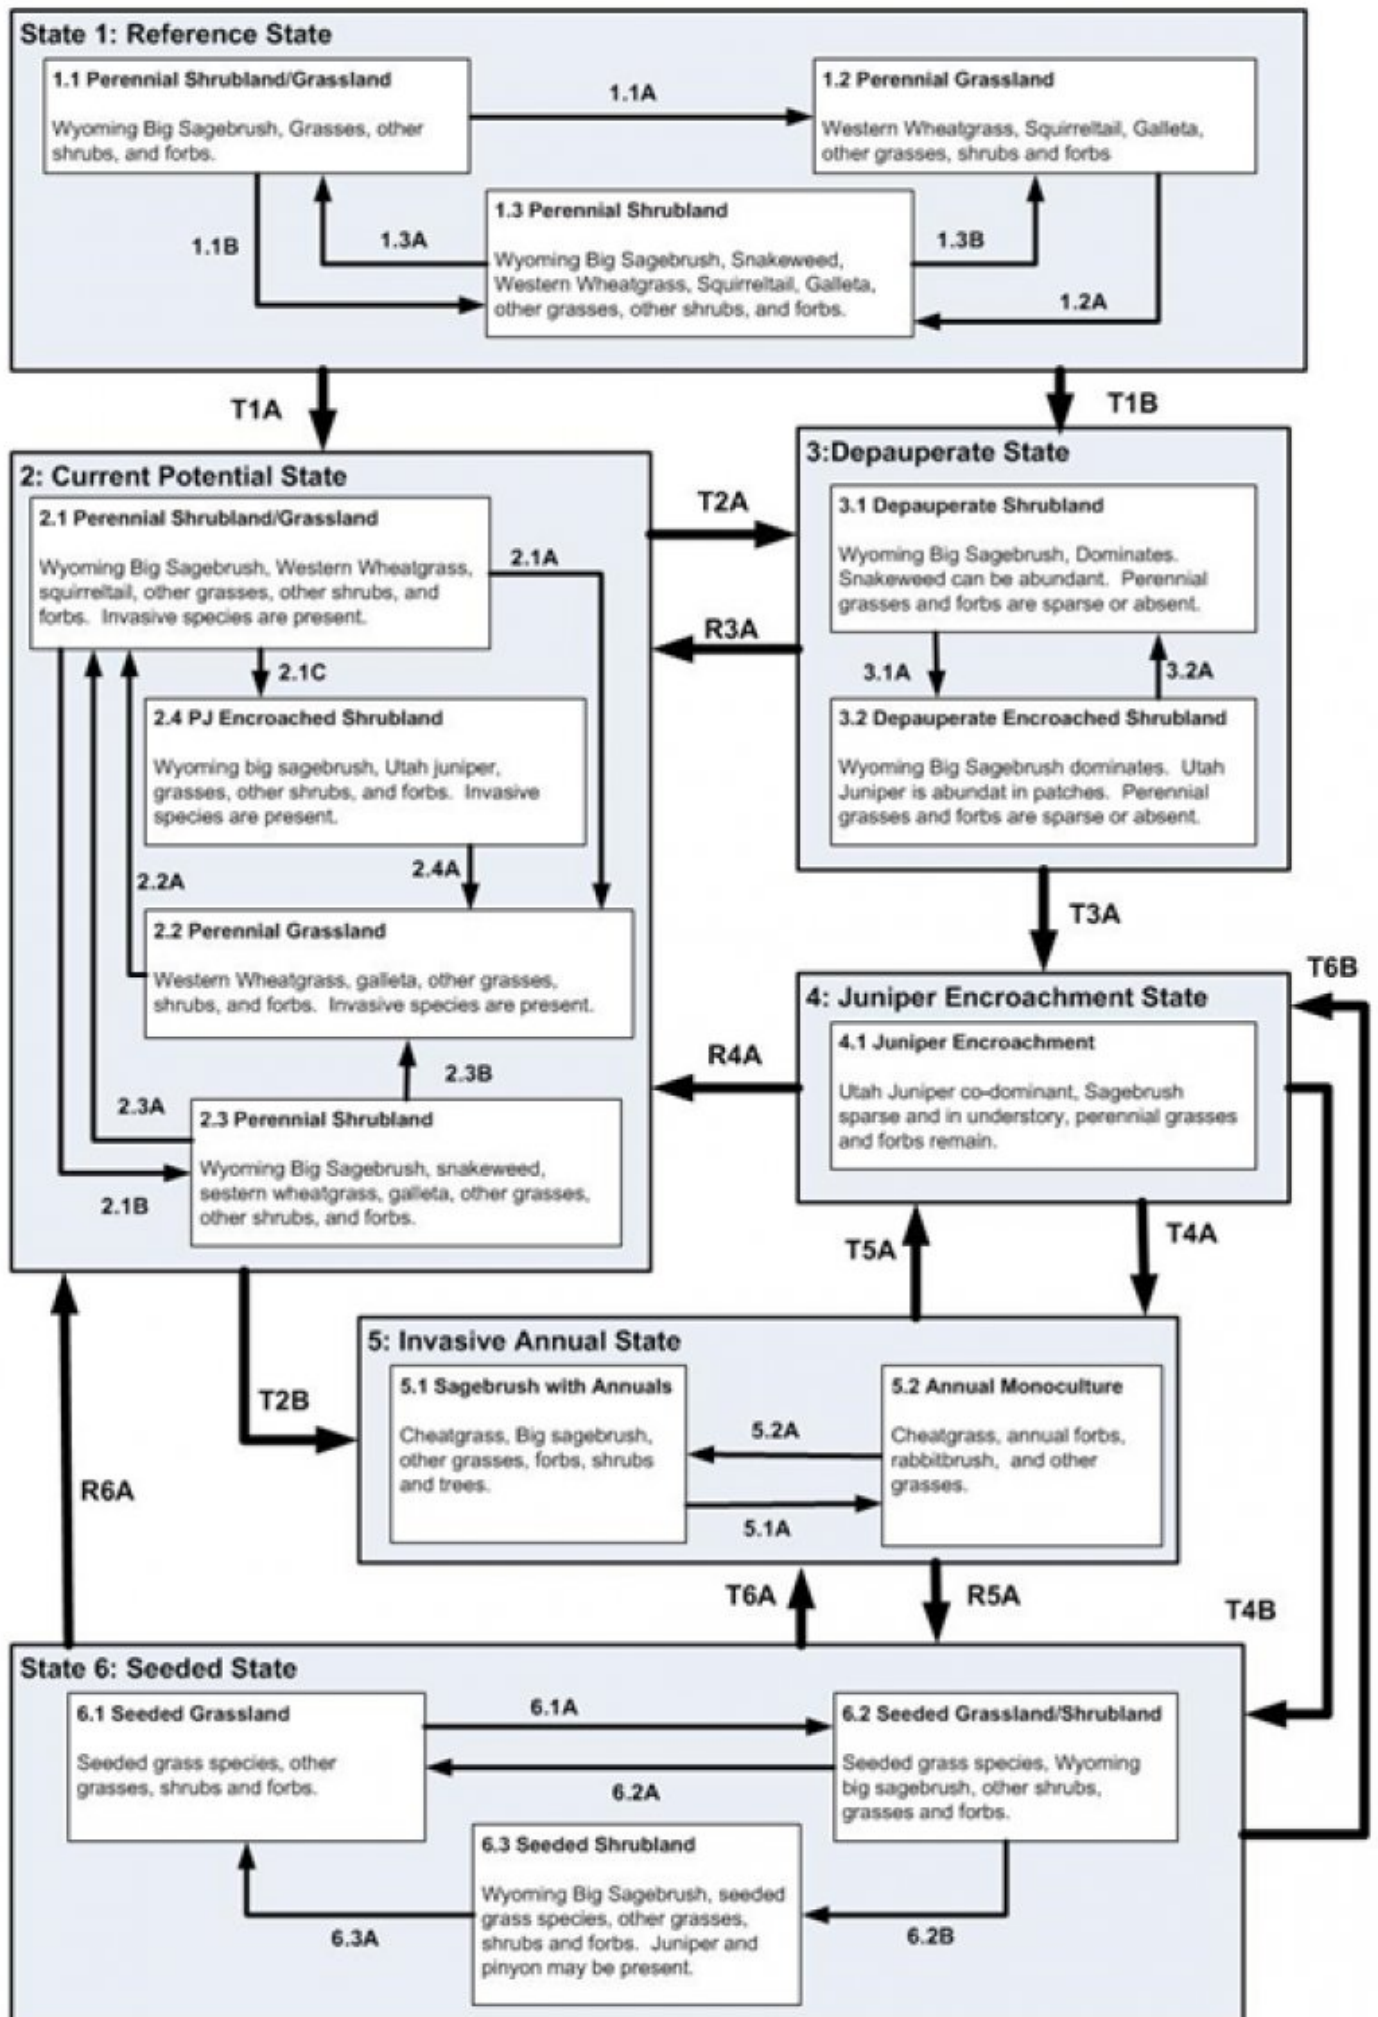 State 1: Reference State
1.1 Perennial Shrubland/Grassland
Wyoming Big Sagebrush, Grasses, other
shrubs, and forbs.
1.1A
1.2 Perennial Grassland
Western Wheatgrass, Squirreltail, Galleta,
other grasses, shrubs and forbs
1.1B
1.3A
1.3 Perennial Shrubland
Wyoming Big Sagebrush, Snakeweed,
Western Wheatgrass, Squirreltail, Galleta,
other grasses, other shrubs, and forbs.
1.3B
1.2A
T1A
T1B
2: Current Potential State
2.1 Perennial Shrubland/Grassland
Wyoming Big Sagebrush, Western Wheatgrass,
squirreltail, other grasses, other shrubs, and
forbs. Invasive species are present.
2.1A
2.1C
2.4 PJ Encroached Shrubland
Wyoming big sagebrush, Utah juniper,
grasses, other shrubs, and forbs. Invasive
species are present.
2.4A
2.2A
2.2 Perennial Grassland
Western Wheatgrass, galleta, other grasses,
shrubs, and forbs. Invasive species are present.
2.3B
2.3A
2.3 Perennial Shrubland
Wyoming Big Sagebrush, snakeweed,
sestern wheatgrass, galleta, other grasses,
other shrubs, and forbs.
2.1B
T2A
R3A
3:Depauperate State
3.1 Depauperate Shrubland
Wyoming Big Sagebrush, Dominates.
Snakeweed can be abundant. Perennial
grasses and forbs are sparse or absent.
3.1A
3.2A
3.2 Depauperate Encroached Shrubland
Wyoming Big Sagebrush dominates. Utah
Juniper is abundat in patches. Perennial
grasses and forbs are sparse or absent.
T3A
T6B
4: Juniper Encroachment State
4.1 Juniper Encroachment
Utah Juniper co-dominant, Sagebrush
sparse and in understory, perennial grasses
and forbs remain.
R4A
T5A
T4A
5: Invasive Annual State
5.1 Sagebrush with Annuals
Cheatgrass, Big sagebrush,
other grasses, forbs, shrubs
and trees.
5.2A
5.1A
5.2 Annual Monoculture
Cheatgrass, annual forbs,
rabbitbrush, and other
grasses.
T2B
R6A
T6A
R5A
T4B
State 6: Seeded State
6.1 Seeded Grassland
Seeded grass species, other
grasses, shrubs and forbs.
6.1A
6.2A
6.2 Seeded Grassland/Shrubland
Seeded grass species, Wyoming
big sagebrush, other shrubs,
grasses and forbs.
6.3 Seeded Shrubland
Wyoming Big Sagebrush, seeded
grass species, other grasses,
shrubs and forbs. Juniper and
pinyon may be present.
6.3A
6.2B